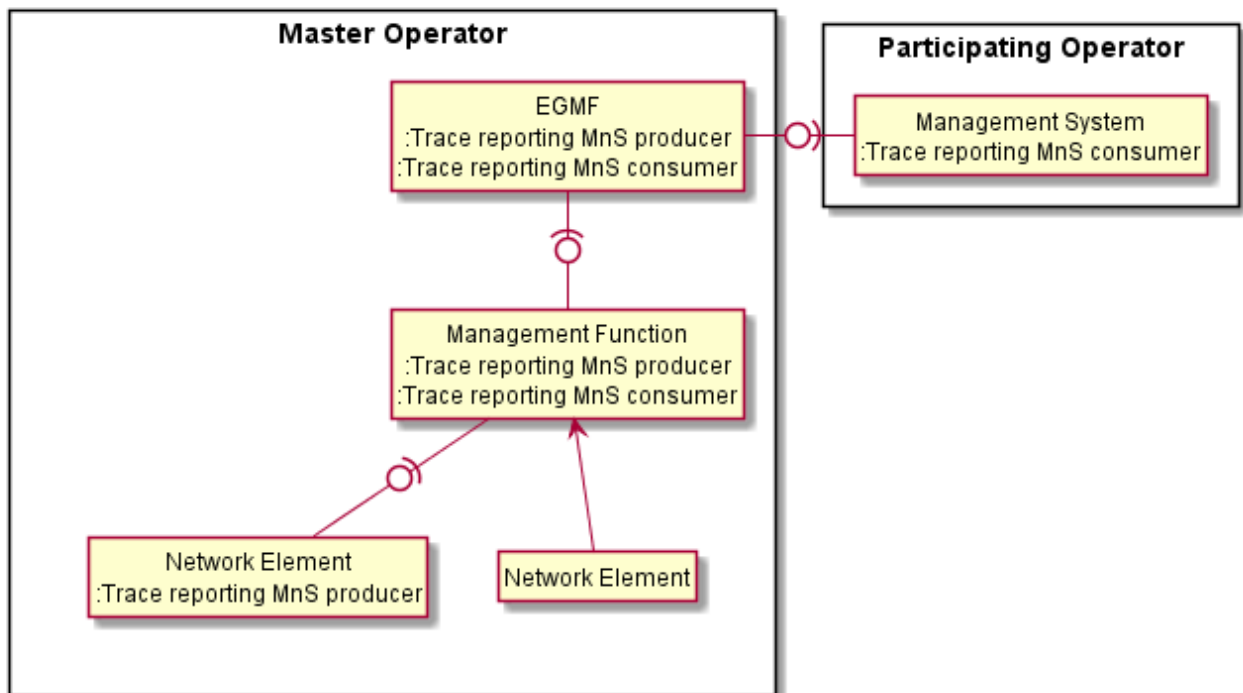 Master Operator
Participating Operator
EGMF
:Trace reporting MnS producer
:Trace reporting MnS consumer
Management System
:Trace reporting MnS consumer
Management Function
:Trace reporting MnS producer
:Trace reporting MnS consumer
Network Element
:Trace reporting MnS producer
Network Element